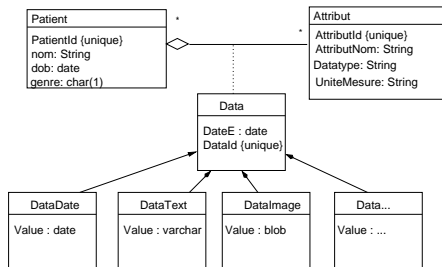 Patient
PatientId {unique}
nom: String
dob: date
genre: char(1)
*
*
Attribut
AttributId {unique}
AttributNom: String
Datatype: String
UniteMesure: String
Data
DateE : date
DataId {unique}
DataDate
Value : date
DataText
Value : varchar
DataImage
Value : blob
Data...
Value : ...